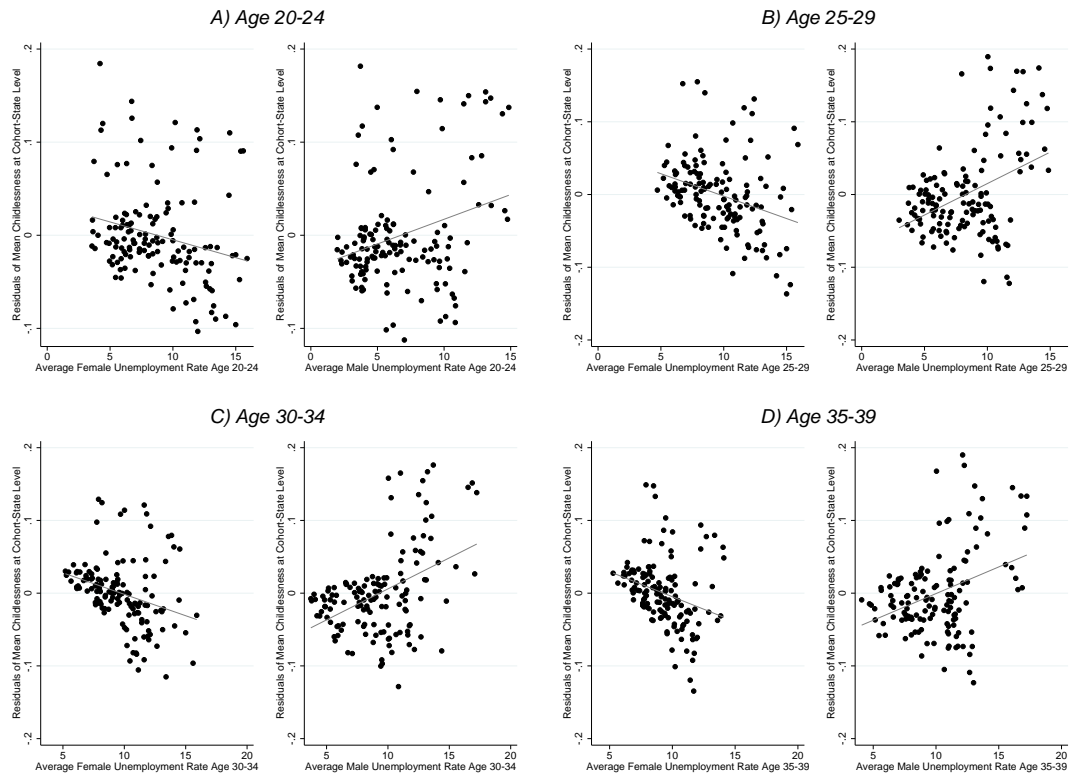 A) Age 20-24
Residuals of Mean Childlessness at Cohort-State Level
.2
.1
0
-.1
0 5 10 15
Average Female Unemployment Rate Age 20-24
Residuals of Mean Childlessness at Cohort-State Level
.2
.1
0
-.1
0 5 10 15
Average Male Unemployment Rate Age 20-24
B) Age 25-29
Residuals of Mean Childlessness at Cohort-State Level
.2
.1
0
-.1
-.2
0 5 10 15
Average Female Unemployment Rate Age 25-29
Residuals of Mean Childlessness at Cohort-State Level
.2
.1
0
-.1
-.2
0 5 10 15
Average Male Unemployment Rate Age 25-29
C) Age 30-34
Residuals of Mean Childlessness at Cohort-State Level
.2
.1
0
-.1
-.2
5 10 15 20
Average Female Unemployment Rate Age 30-34
Residuals of Mean Childlessness at Cohort-State Level
.2
.1
0
-.1
-.2
5 10 15 20
Average Male Unemployment Rate Age 30-34
D) Age 35-39
Residuals of Mean Childlessness at Cohort-State Level
.2
.1
0
-.1
-.2
5 10 15 20
Average Female Unemployment Rate Age 35-39
Residuals of Mean Childlessness at Cohort-State Level
.2
.1
0
-.1
-.2
5 10 15 20
Average Male Unemployment Rate Age 35-39